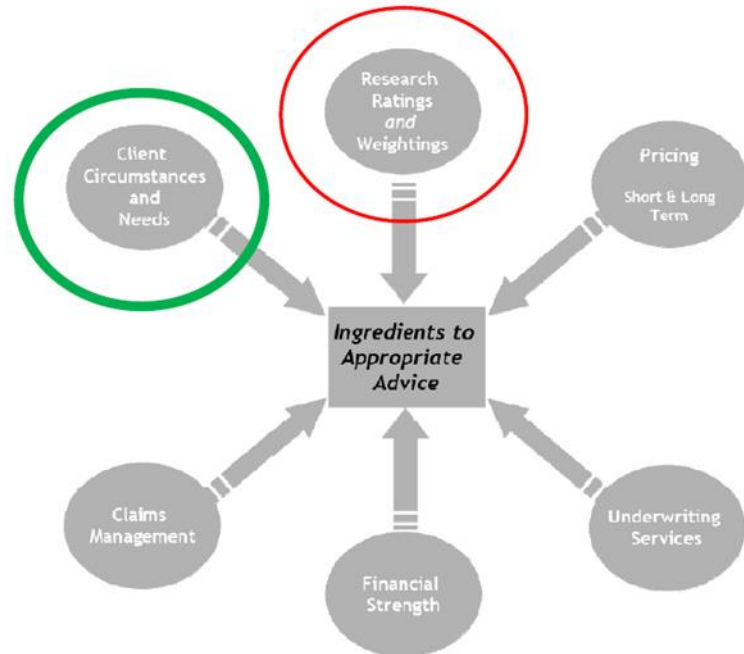 Research
Ratings
and
Weightings
Client
Circumstances
and
Needs
Pricing
Short & Long
Term
Ingredients to
Appropriate
Advice
Claims
Management
Financial
Strength
Underwriting
Services